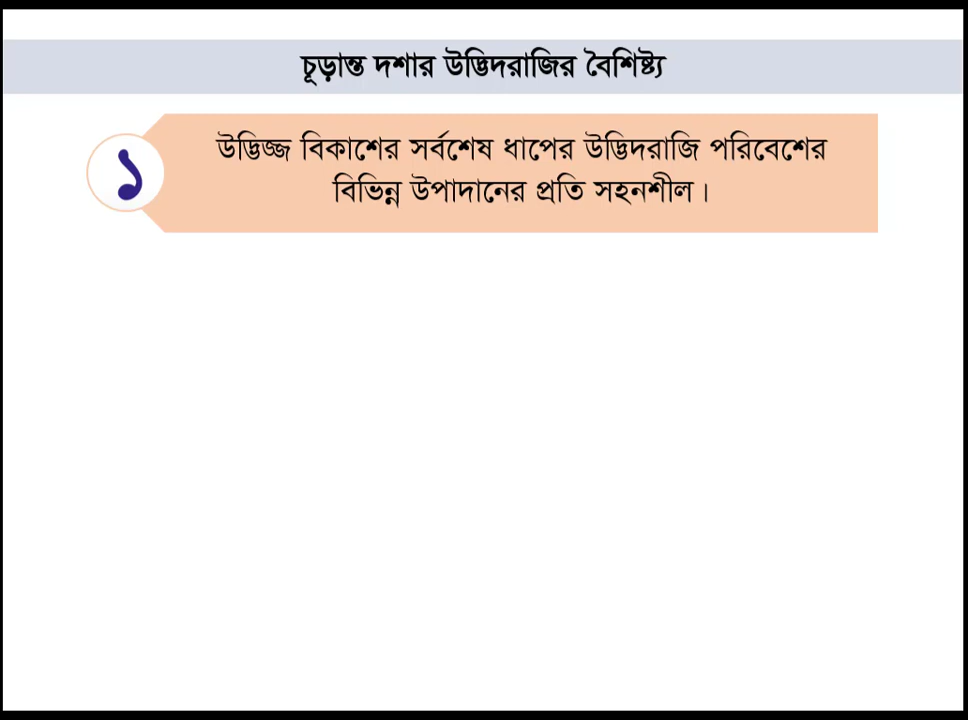 চূড়ান্ত দশার উদ্ভিদরাজির বৈশিষ্ট্য
১
উদ্ভিজ্জ বিকাশের সর্বশেষ ধাপের উদ্ভিদরাজি পরিবেশের
বিভিন্ন উপাদানের প্রতি সহনশীল।